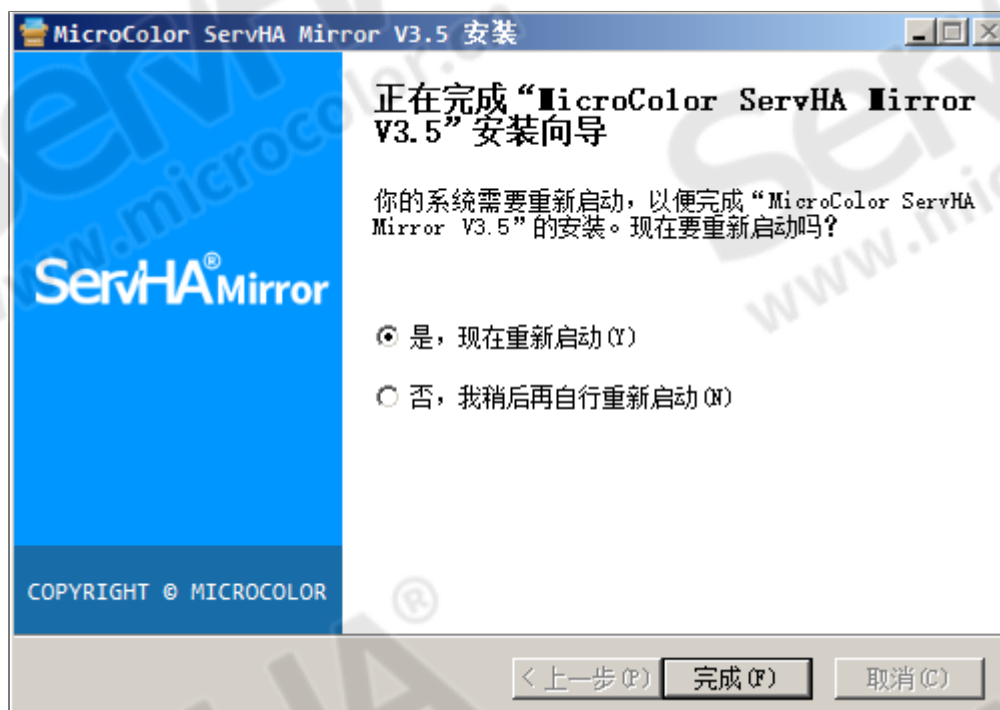 MicroColor ServHA Mirror V3.5 安装
正在完成“MicroColor ServHA Mirror
V3.5”安装向导
你的系统需要重新启动，以便完成“MicroColor ServHA
Mirror V3.5”的安装。现在要重新启动吗？
ServHA® Mirror
是，现在重新启动(Y)
否，我稍后再自行重新启动(N)
COPYRIGHT © MICROCOLOR
< 上一步(P)
完成(F)
取消(C)